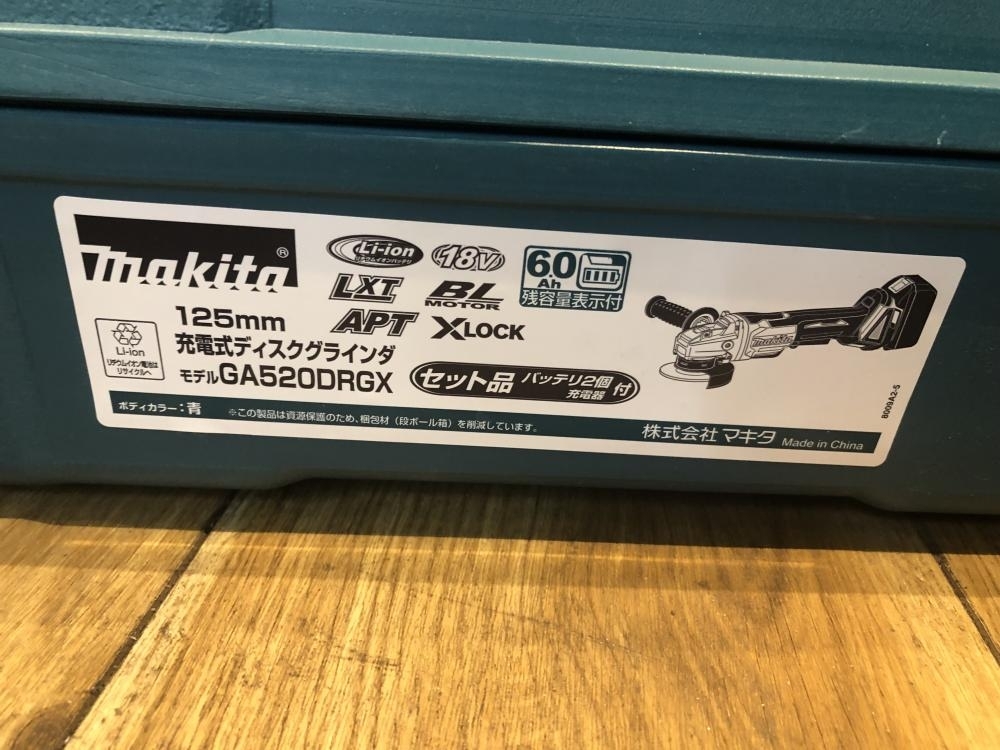 makita®
Li-ion
リチウムイオンバッテリ
18V
6.0
Ah
残容量表示付
LXT
BL
MOTOR
APT
XLOCK
125mm
充電式ディスクグラインダ
モデルGA520DRGX
セット品 バッテリ2個
充電器
付
Li-ion
リチウムイオン電池は
リサイクルへ
makita
8009A2-5
ボディカラー：青
※この製品は資源保護のため、梱包材（段ボール箱）を削減しています。
株式会社 マキタ Made in China